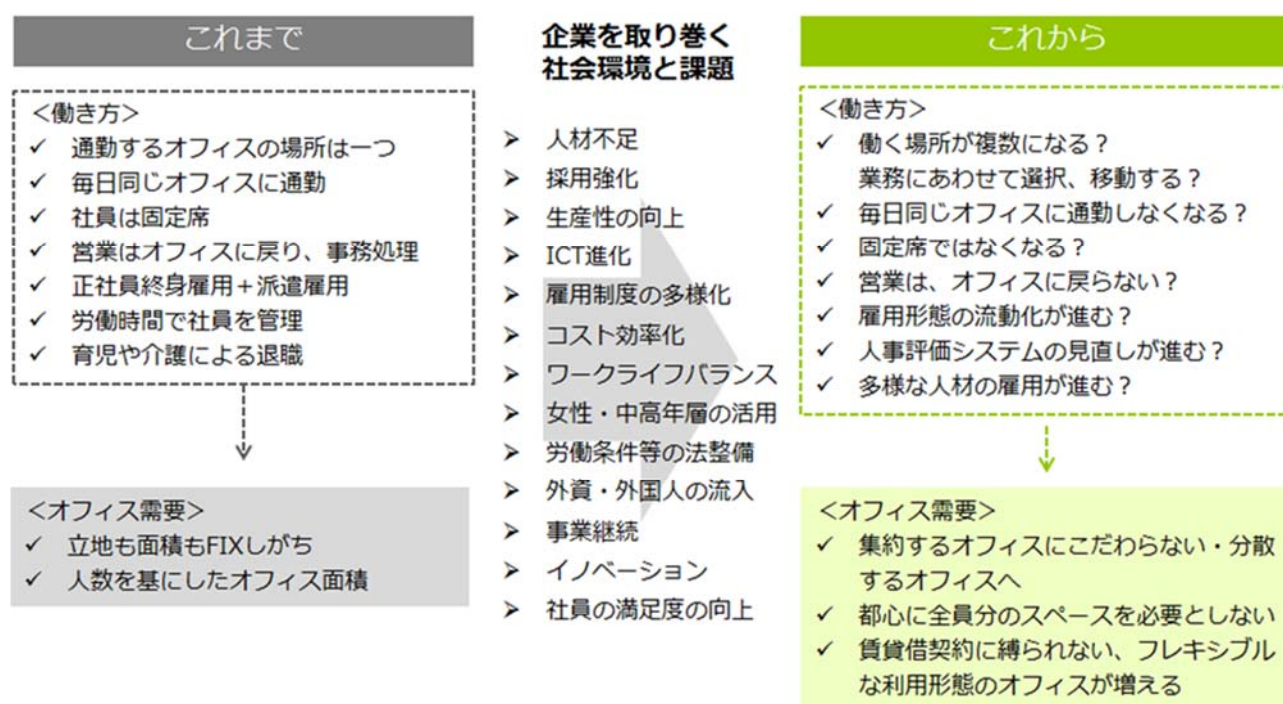 これまで
<働き方>
✓ 通勤するオフィスの場所は一つ
✓ 毎日同じオフィスに通勤
✓ 社員は固定席
✓ 営業はオフィスに戻り、事務処理
✓ 正社員終身雇用＋派遣雇用
✓ 労働時間で社員を管理
✓ 育児や介護による退職
<オフィス需要>
✓ 立地も面積もFIXしがち
✓ 人数を基にしたオフィス面積
企業を取り巻く
社会環境と課題
➤ 人材不足
➤ 採用強化
➤ 生産性の向上
➤ ICT進化
➤ 雇用制度の多様化
➤ コスト効率化
➤ ワークライフバランス
➤ 女性・中高年層の活用
➤ 労働条件等の法整備
➤ 外資・外国人の流入
➤ 事業継続
➤ イノベーション
➤ 社員の満足度の向上
これから
<働き方>
✓ 働く場所が複数になる？
業務にあわせて選択、移動する？
✓ 毎日同じオフィスに通勤しなくなる？
✓ 固定席ではなくなる？
✓ 営業は、オフィスに戻らない？
✓ 雇用形態の流動化が進む？
✓ 人事評価システムの見直しが進む？
✓ 多様な人材の雇用が進む？
<オフィス需要>
✓ 集約するオフィスにこだわらない・分散
するオフィスへ
✓ 都心に全員分のスペースを必要としない
✓ 賃貸借契約に縛られない、フレキシブル
な利用形態のオフィスが増える